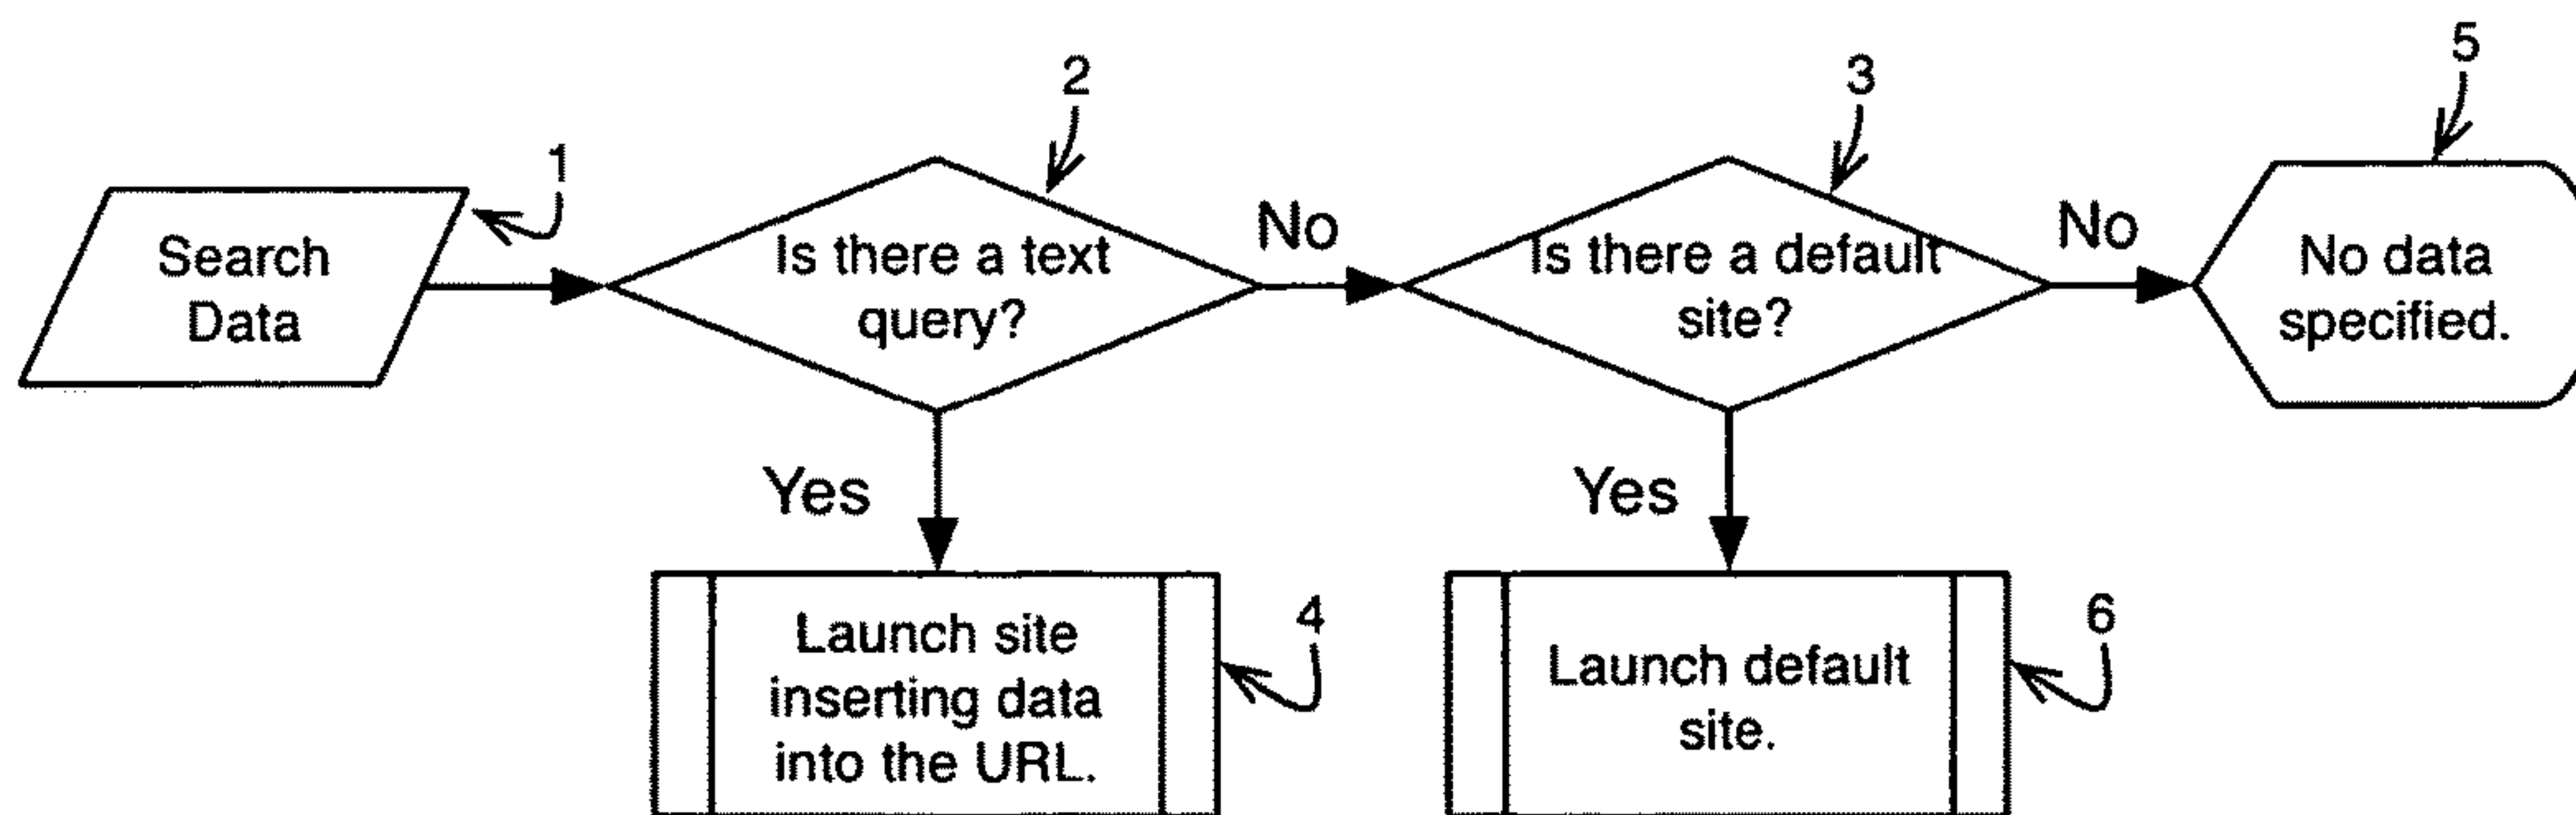 1
Search
Data
2
Is there a text
query?
No
3
Is there a default
site?
No
5
No data
specified.
Yes
Launch site
inserting data
into the URL.
4
Yes
Launch default
site.
6